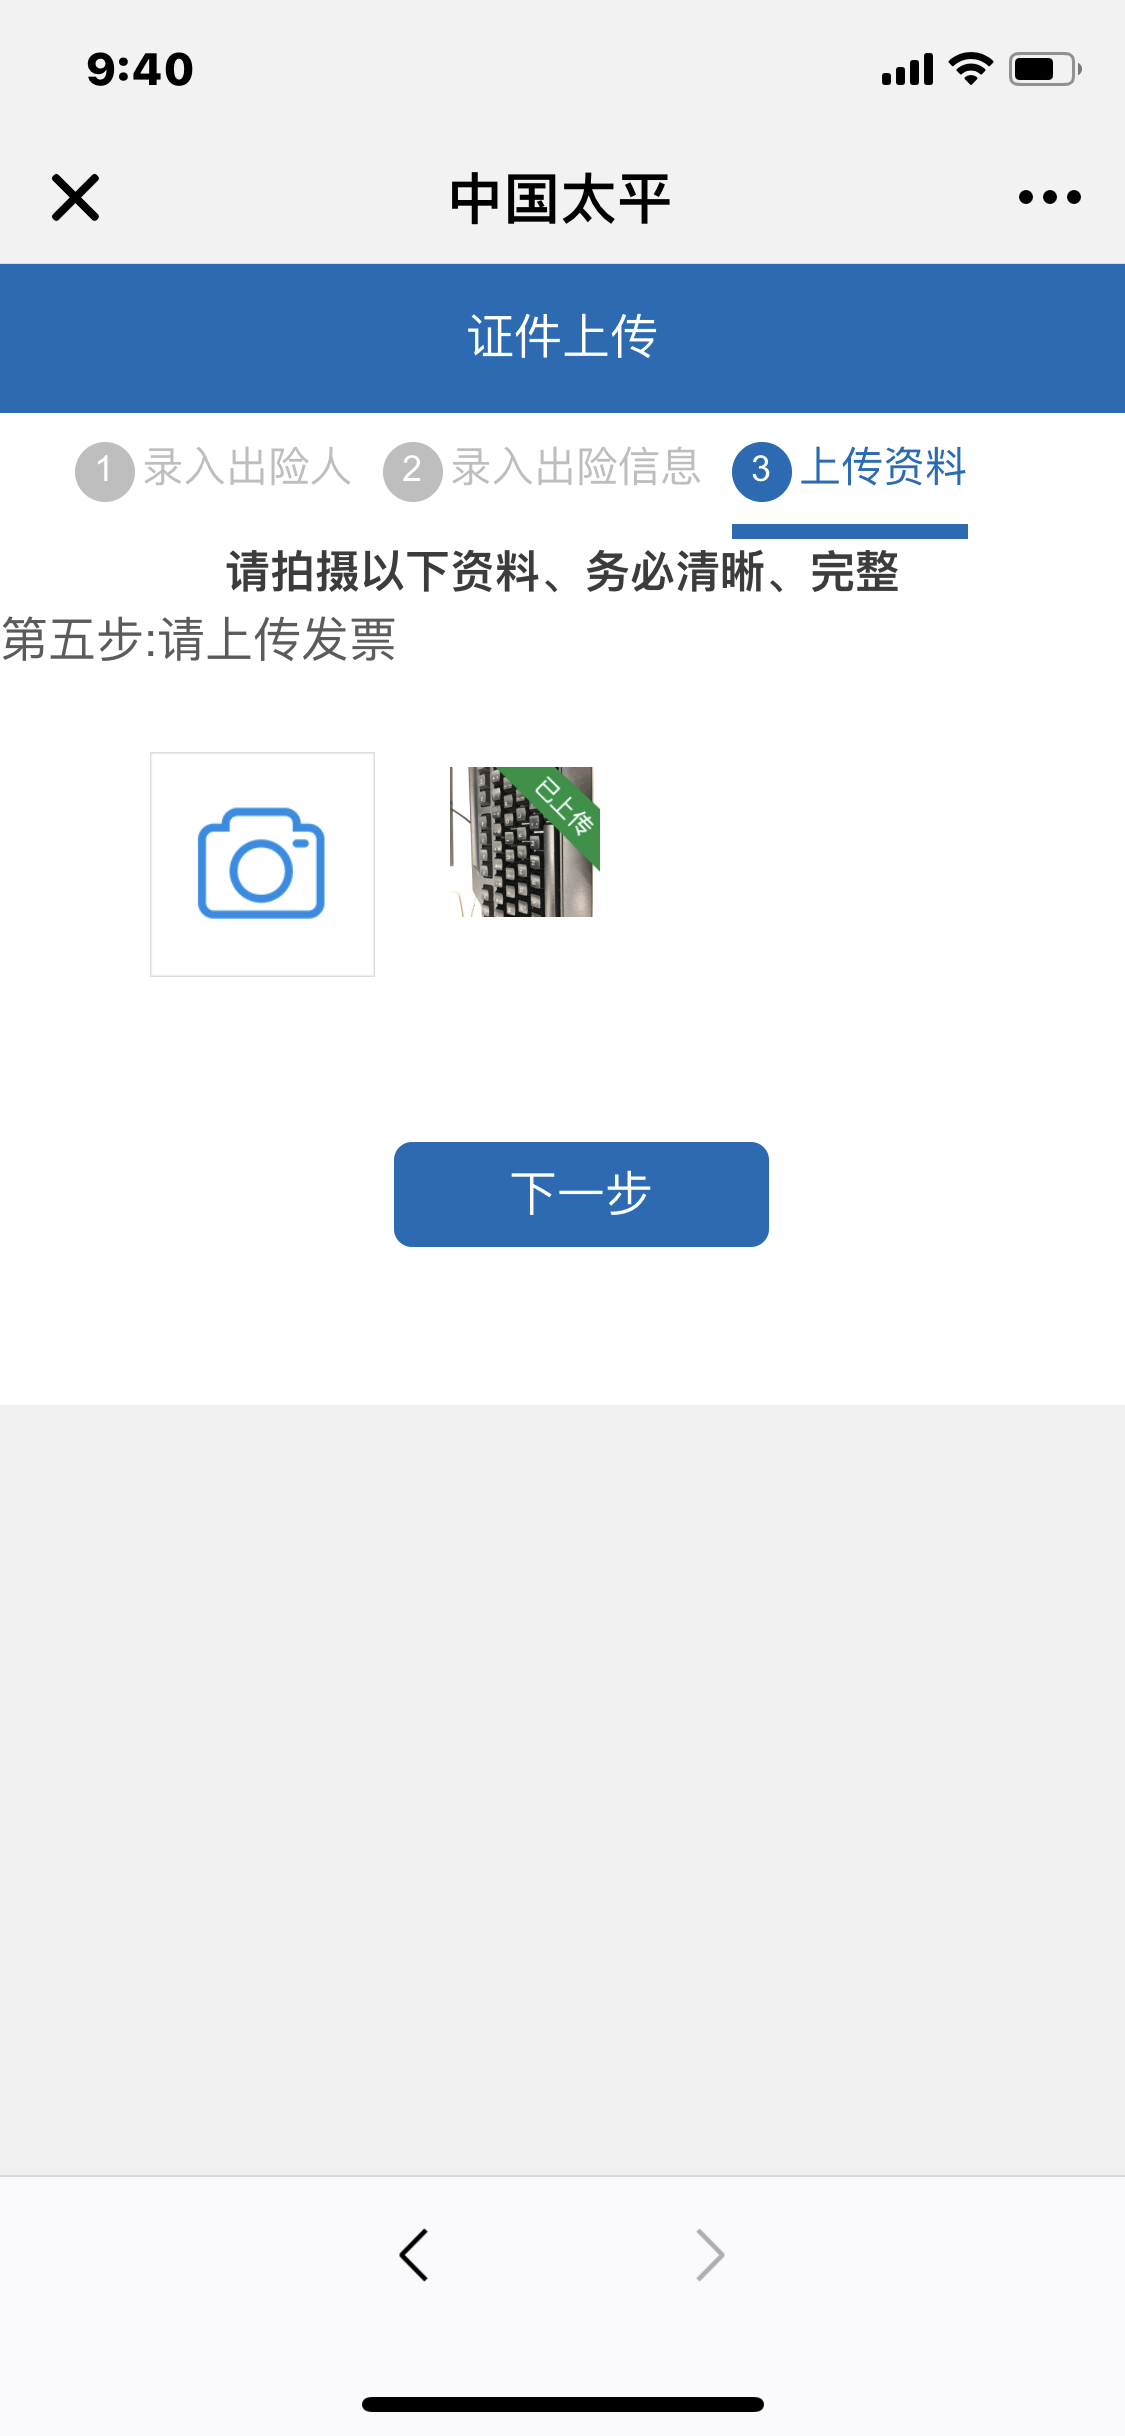 9:40
中国太平
证件上传
1 录入出险人 2 录入出险信息 3 上传资料
请拍摄以下资料、务必清晰、完整
第五步:请上传发票
已上传
下一步